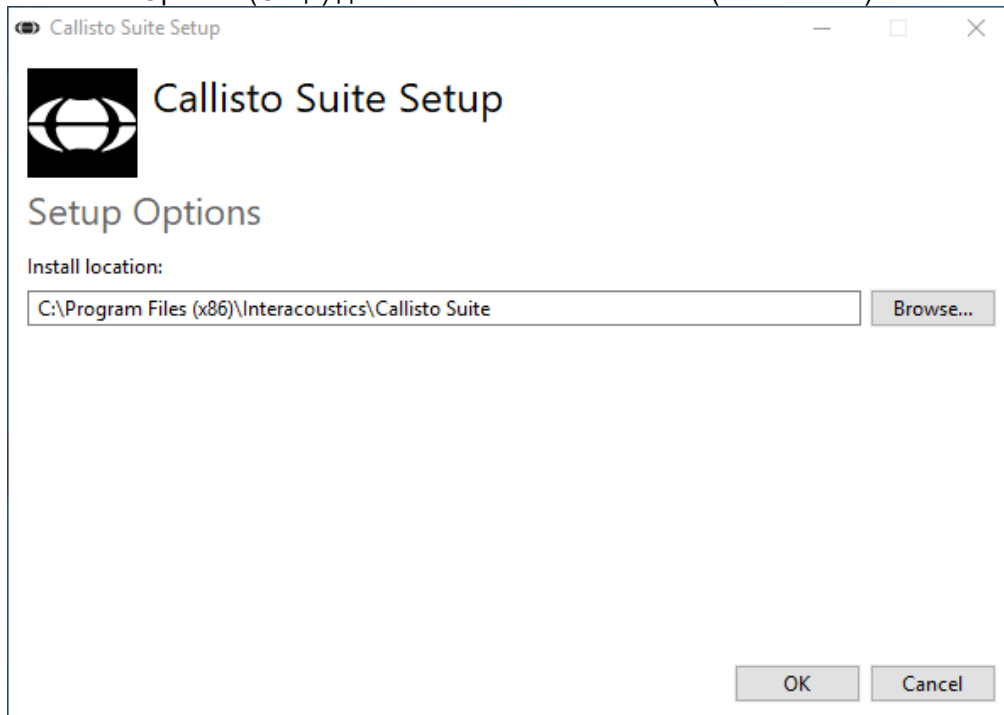 Callisto Suite Setup
Callisto Suite Setup
Setup Options
Install location:
C:\Program Files (x86)\Interacoustics\Callisto Suite
Browse...
OK
Cancel